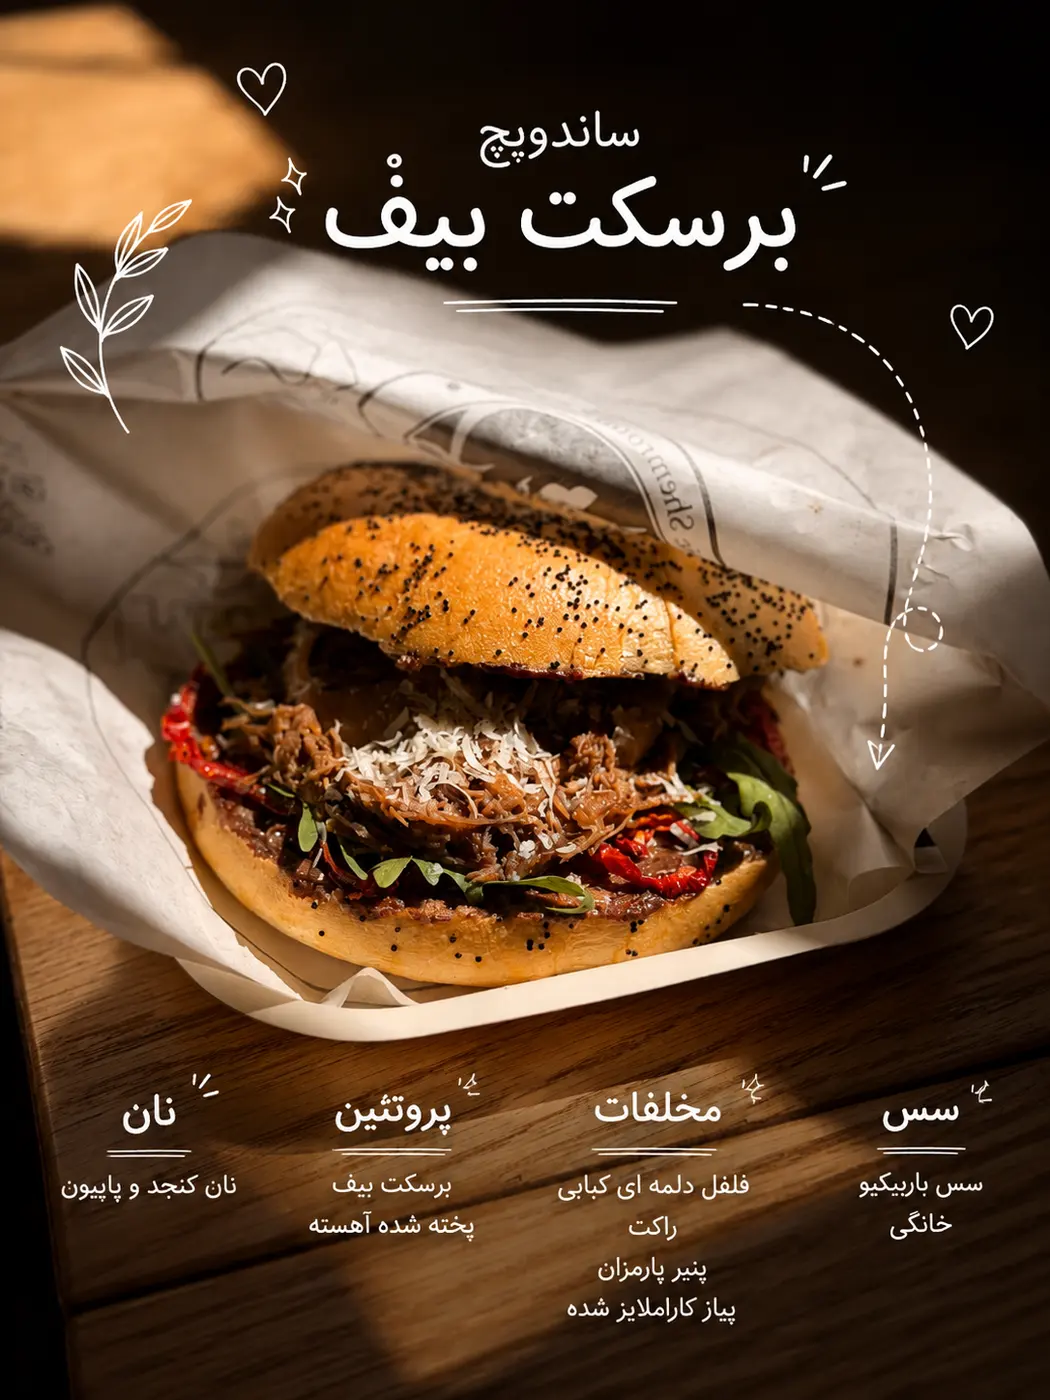 ساندوپچ
برسکت بیفْ
سس
سس باربیکیو
خانگی
مخلفات
فلفل دلمه ای کبابی
راکت
پنیر پارمزان
پیاز کاراملایز شده
پروتئین
برسکت بیف
پخته شده آهسته
نان
نان کنجد و پاپیون